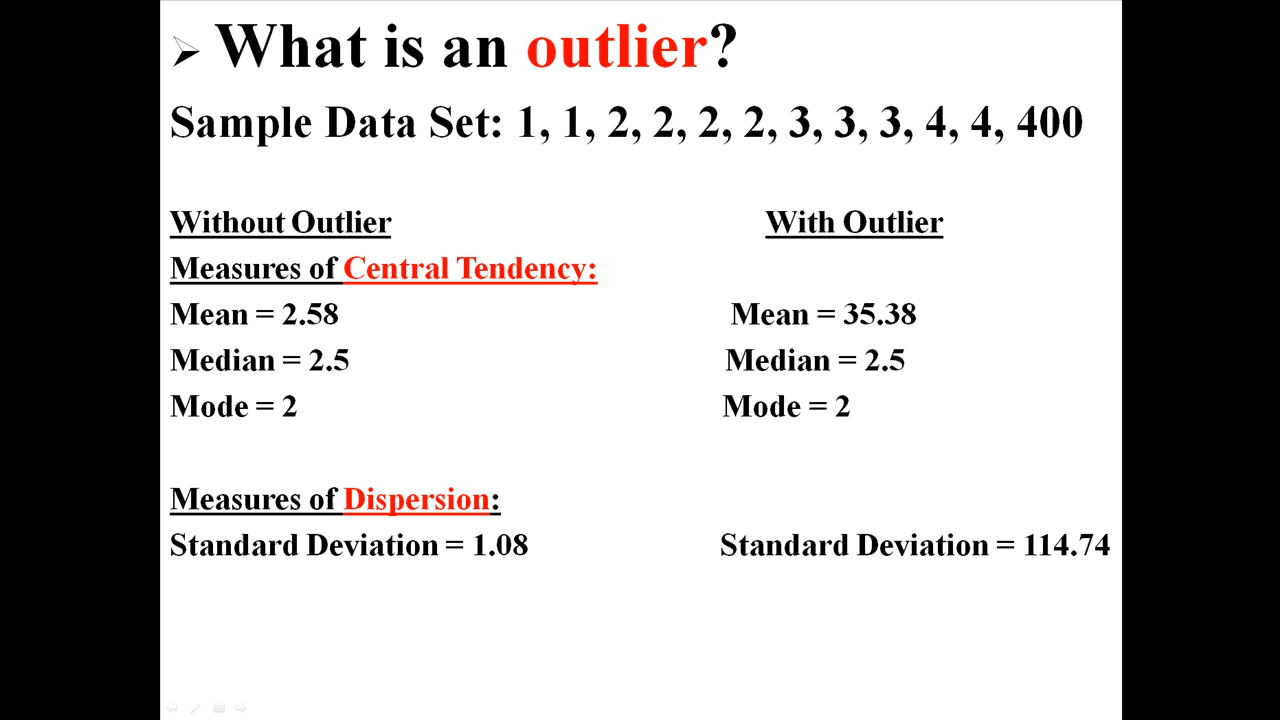 What is an outlier?
Sample Data Set: 1, 1, 2, 2, 2, 2, 3, 3, 3, 4, 4, 400
Without Outlier With Outlier
Measures of Central Tendency:
Mean = 2.58 Mean = 35.38
Median = 2.5 Median = 2.5
Mode = 2 Mode = 2
Measures of Dispersion:
Standard Deviation = 1.08 Standard Deviation = 114.74